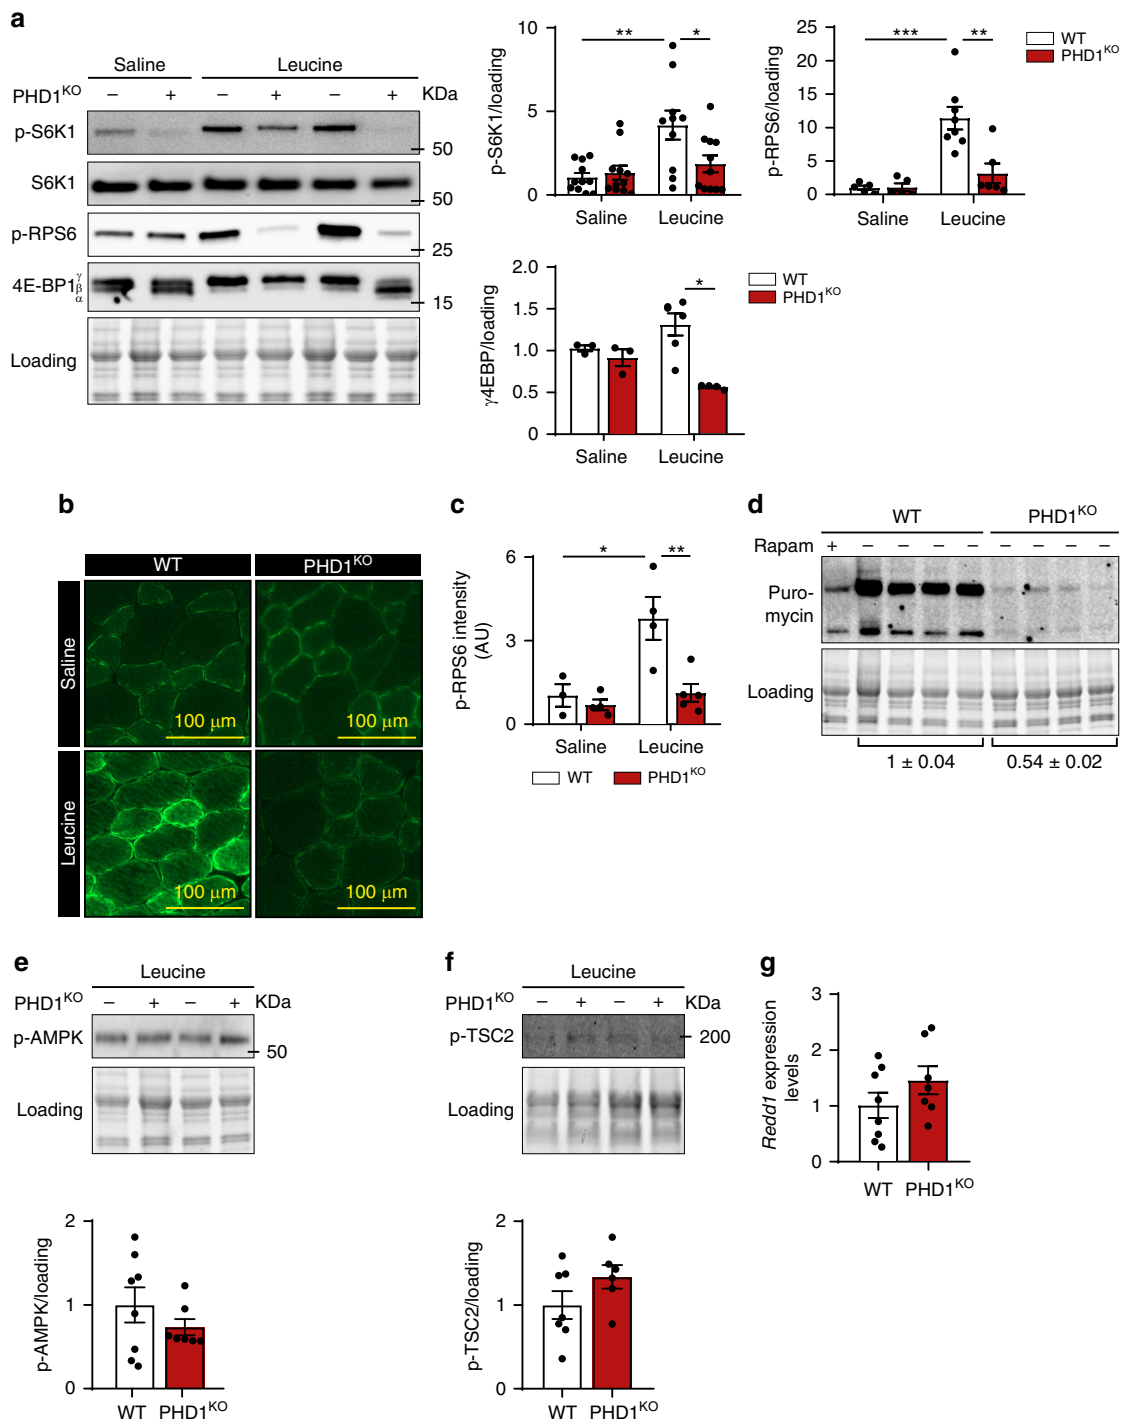 a
Saline Leucine
PHD1KO – + – + – + KDa
p-S6K1
50
S6K1
50
p-RPS6
25
4E-BP1 γ β α
15
Loading
p-S6K1/loading
10
5
0
** *
Saline Leucine
p-RPS6/loading
25
20
15
10
5
0
*** **
Saline Leucine
WT
PHD1KO
γ4EBP/loading
2.0
1.5
1.0
0.5
0
*
Saline Leucine
WT
PHD1KO
b
WT PHD1KO
Saline
100 μm 100 μm
Leucine
100 μm 100 μm
c
p-RPS6 intensity
(AU)
6
3
0
* **
Saline Leucine
WT PHD1KO
d
WT PHD1KO
Rapam + – – – – – – – –
Puro-
mycin
Loading
1 ± 0.04 0.54 ± 0.02
e
Leucine
PHD1KO – + – + KDa
p-AMPK
50
Loading
p-AMPK/loading
2
1
0
WT PHD1KO
f
Leucine
PHD1KO – + – + KDa
p-TSC2 200
Loading
p-TSC2/loading
2
1
0
WT PHD1KO
g
Redd1 expression
levels
3
2
1
0
WT PHD1KO